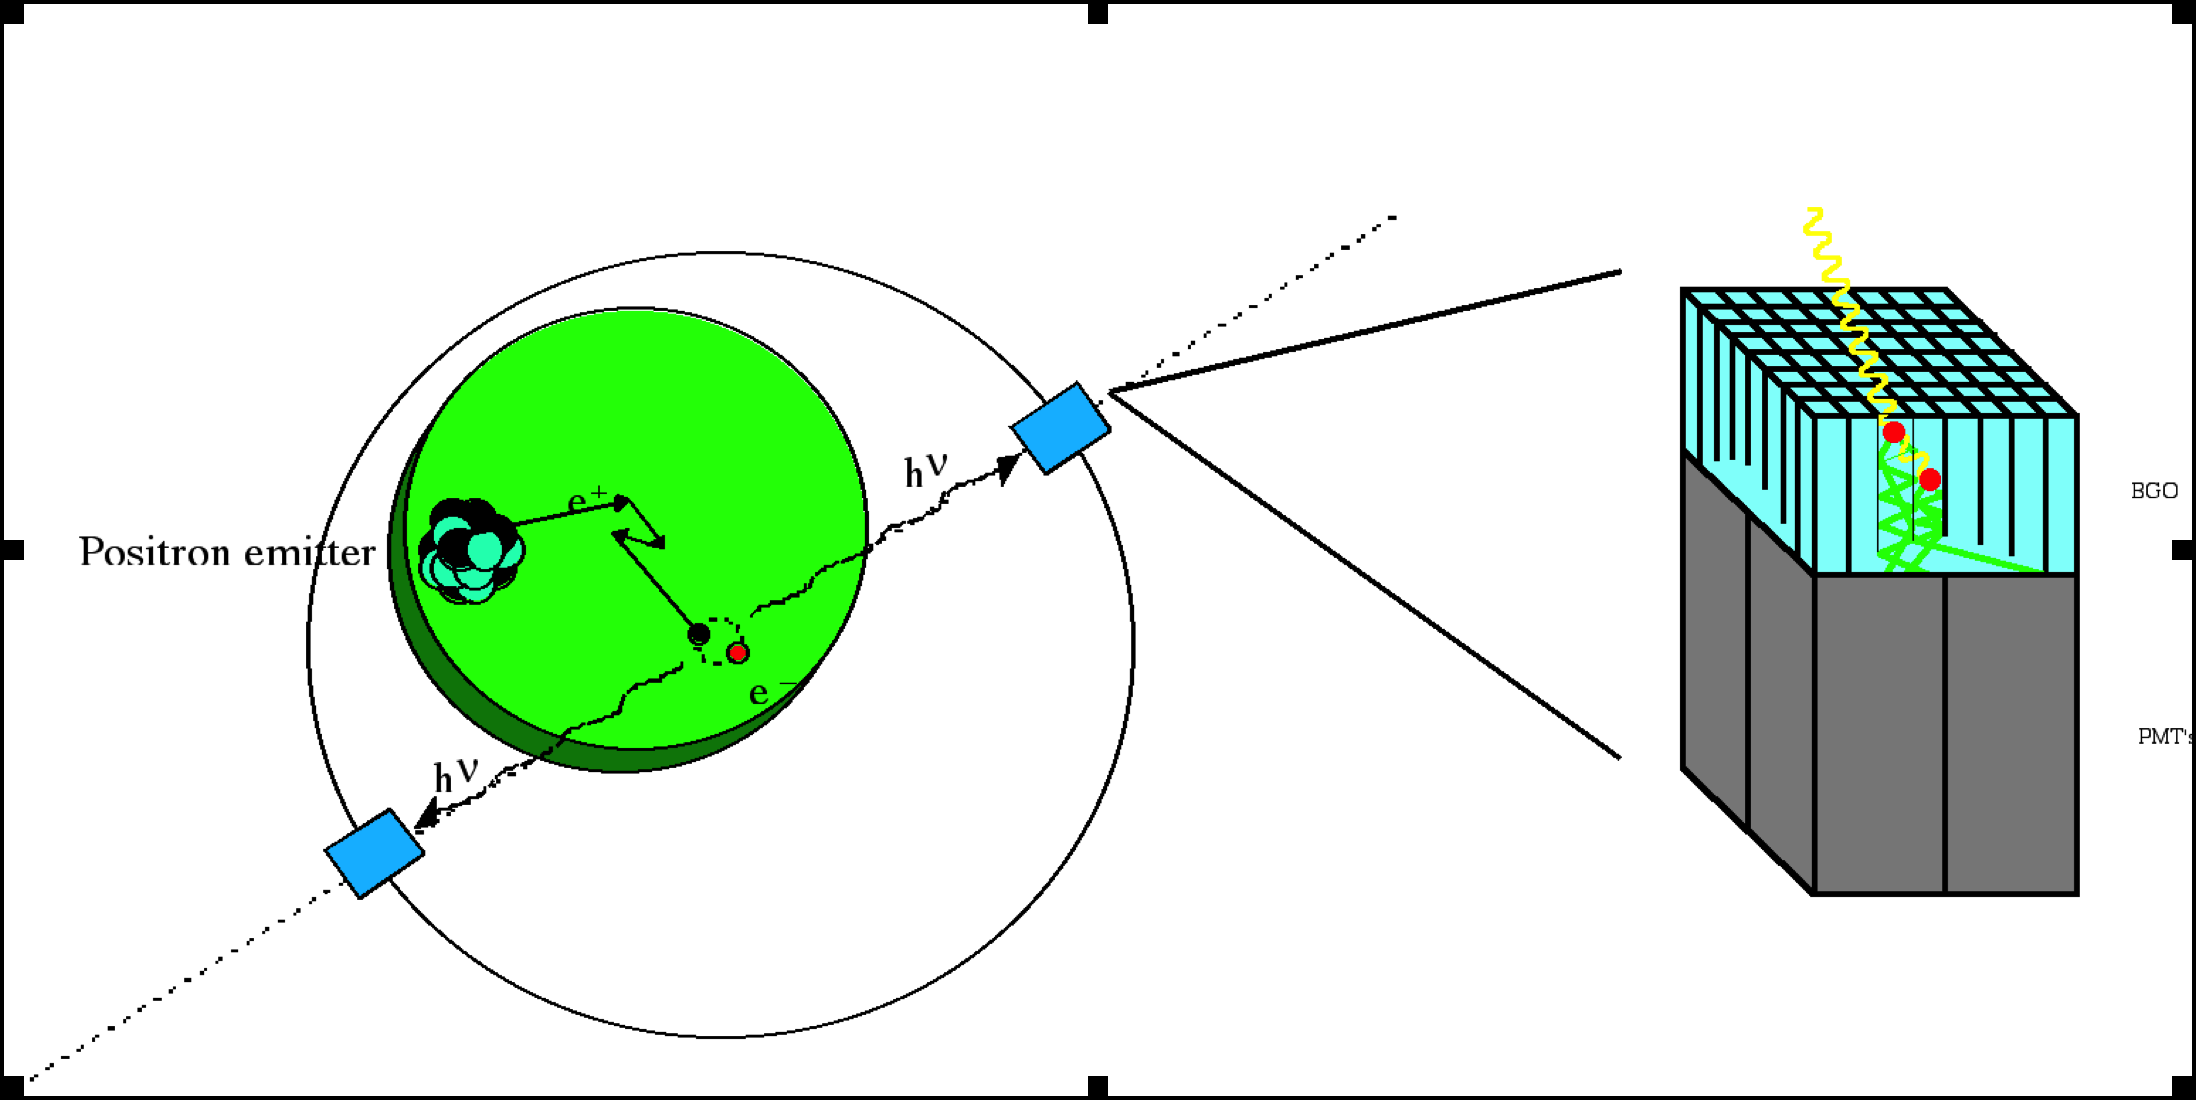 Positron emitter
e+
hν
e−
hν
BGO
PMT's